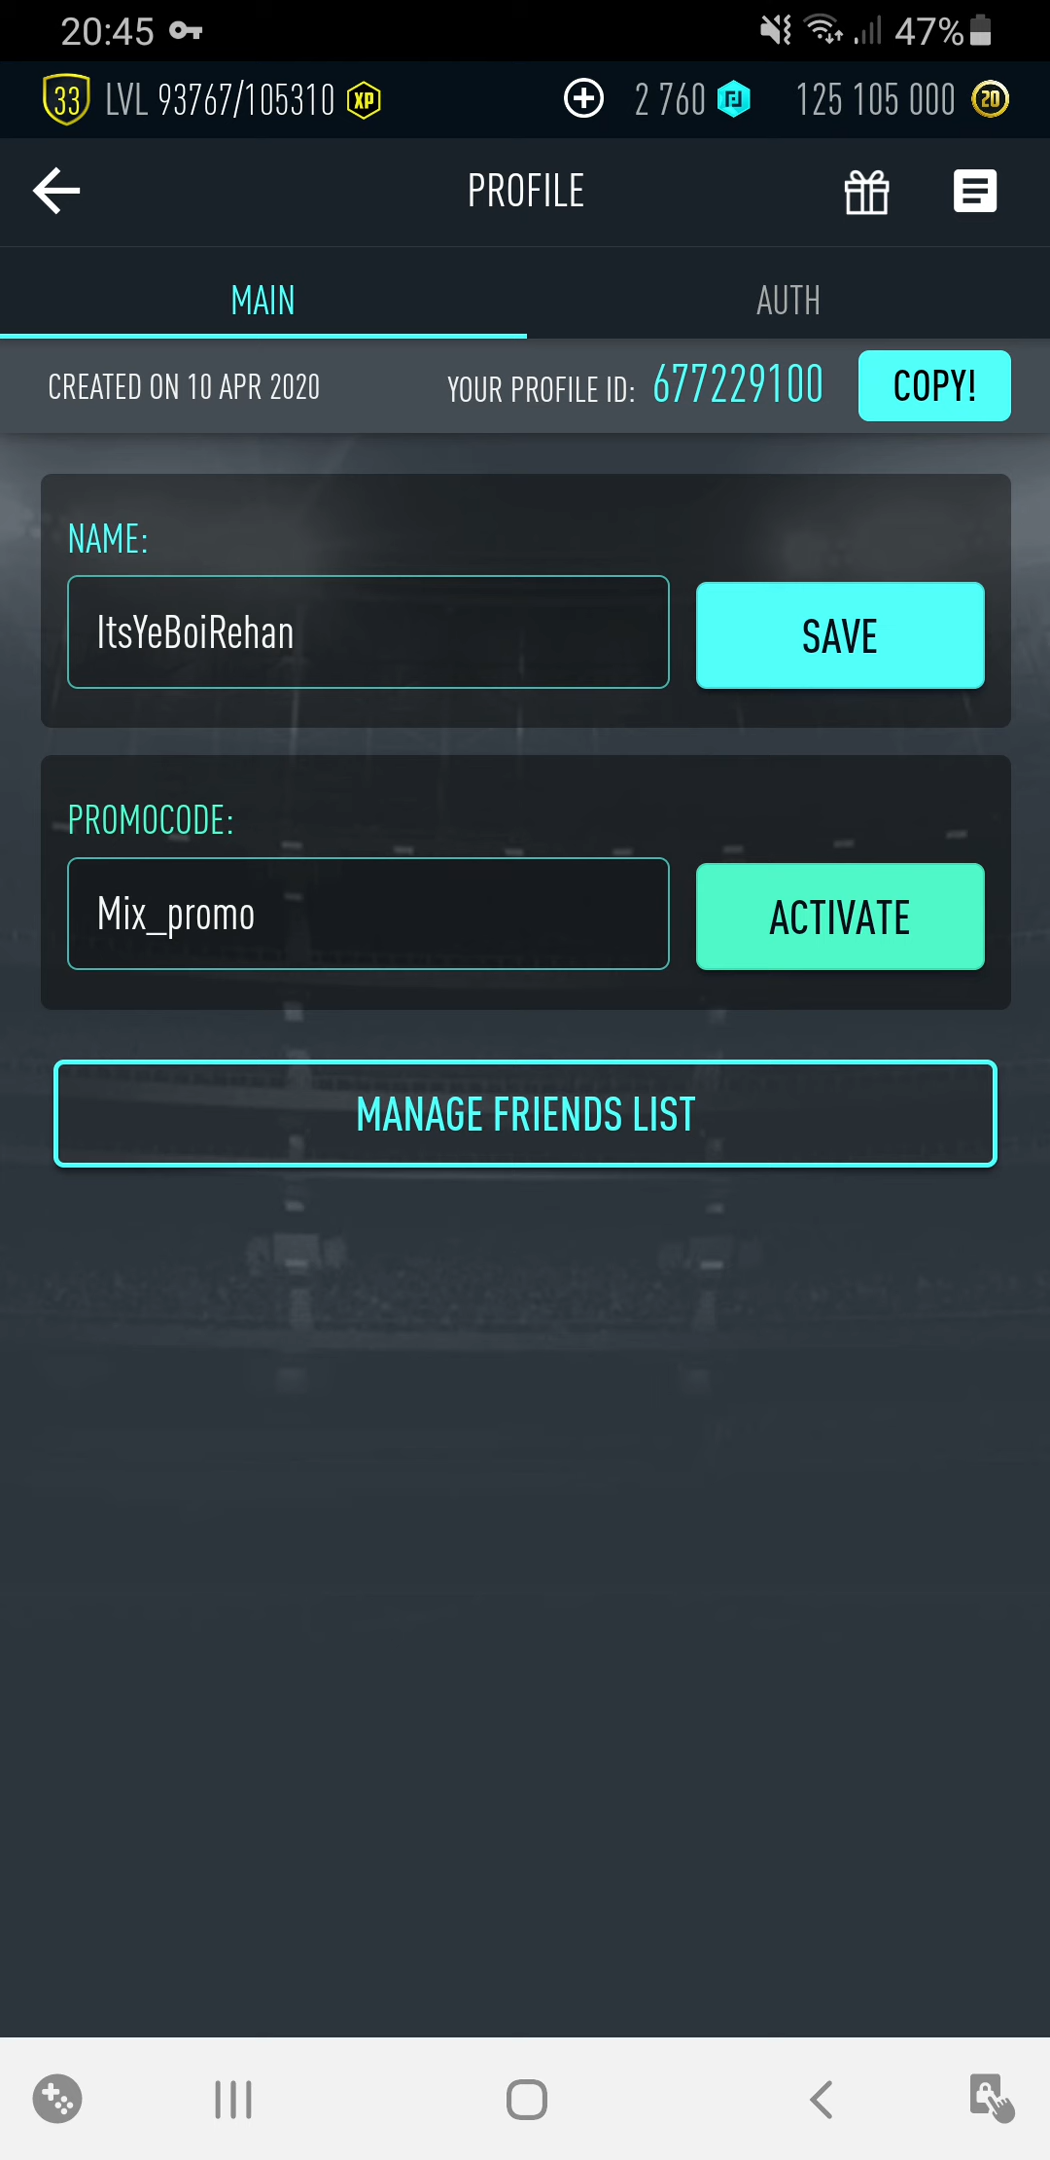 20:45 47%
33 LVL 93767/105310 XP 2 760 125 105 000 20
PROFILE
MAIN AUTH
CREATED ON 10 APR 2020 YOUR PROFILE ID: 677229100 COPY!
NAME:
ItsYeBoiRehan SAVE
PROMOCODE:
Mix_promo ACTIVATE
MANAGE FRIENDS LIST